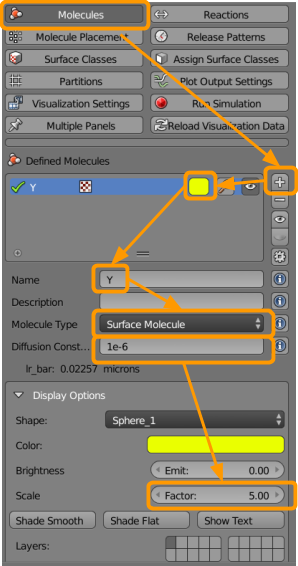 Molecules Reactions
Molecule Placement Release Patterns
Surface Classes Assign Surface Classes
Partitions Plot Output Settings
Visualization Settings Run Simulation
Multiple Panels Reload Visualization Data
Defined Molecules
Y
Name Y
Description
Molecule Type Surface Molecule
Diffusion Const... 1e-6
lr_bar: 0.02257 microns
Display Options
Shape: Sphere_1
Color:
Brightness Emit: 0.00
Scale Factor: 5.00
Shade Smooth Shade Flat Show Text
Layers: